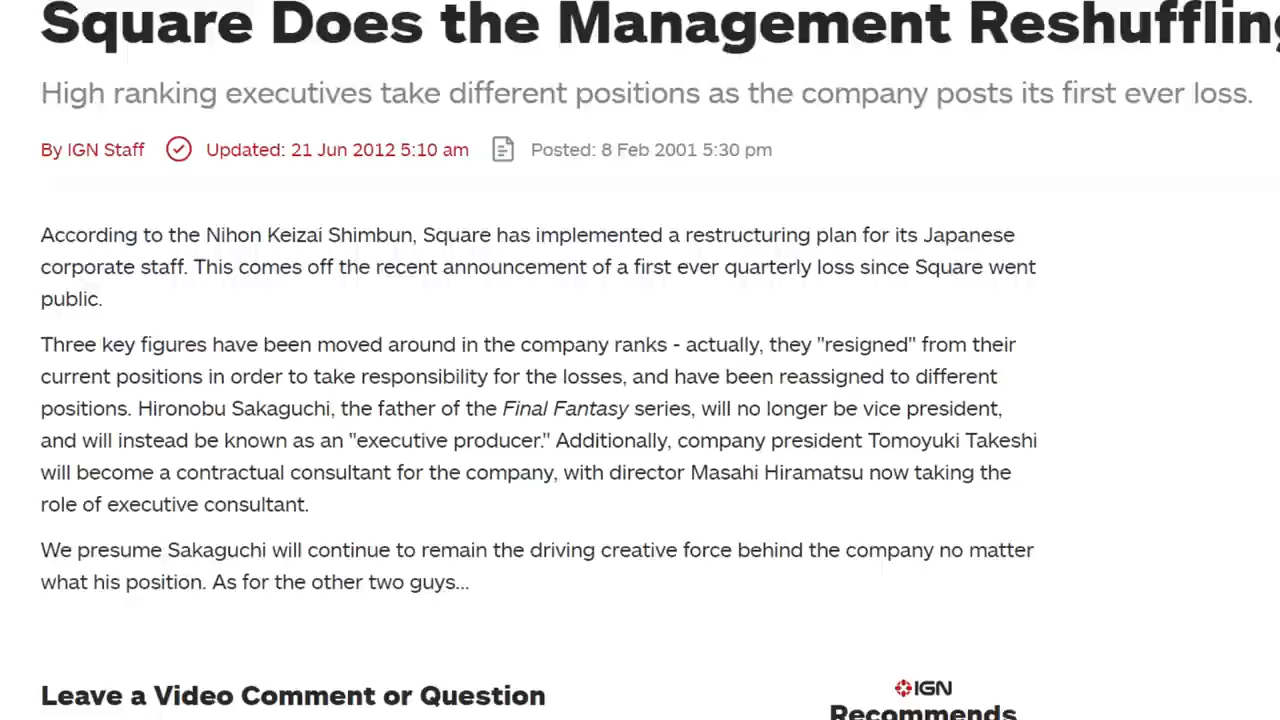 Square Does the Management Reshuffling
High ranking executives take different positions as the company posts its first ever loss.
By IGN Staff Updated: 21 Jun 2012 5:10 am Posted: 8 Feb 2001 5:30 pm
According to the Nihon Keizai Shimbun, Square has implemented a restructuring plan for its Japanese
corporate staff. This comes off the recent announcement of a first ever quarterly loss since Square went
public.
Three key figures have been moved around in the company ranks - actually, they "resigned" from their
current positions in order to take responsibility for the losses, and have been reassigned to different
positions. Hironobu Sakaguchi, the father of the Final Fantasy series, will no longer be vice president,
and will instead be known as an "executive producer." Additionally, company president Tomoyuki Takeshi
will become a contractual consultant for the company, with director Masahi Hiramatsu now taking the
role of executive consultant.
We presume Sakaguchi will continue to remain the driving creative force behind the company no matter
what his position. As for the other two guys...
Leave a Video Comment or Question
IGN
Recommends